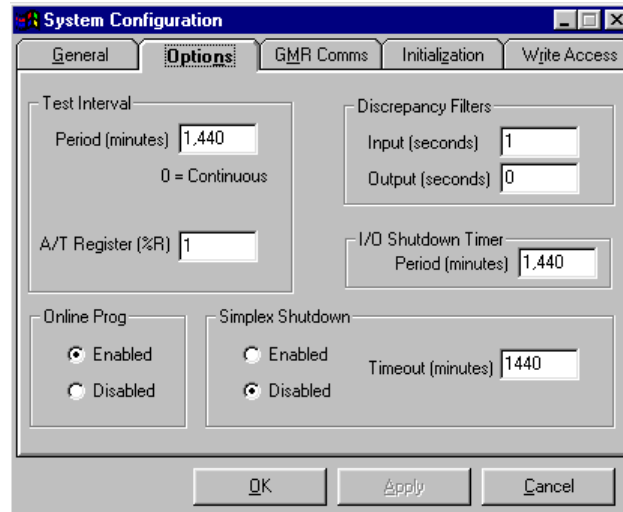 System Configuration
General
Options
GMR Comms
Initialization
Write Access
Test Interval
Period (minutes) 1,440
0 = Continuous
A/T Register (%R) 1
Discrepancy Filters
Input (seconds) 1
Output (seconds) 0
I/O Shutdown Timer
Period (minutes) 1,440
Online Prog
Enabled
Disabled
Simplex Shutdown
Enabled
Disabled
Timeout (minutes) 1440
OK
Apply
Cancel